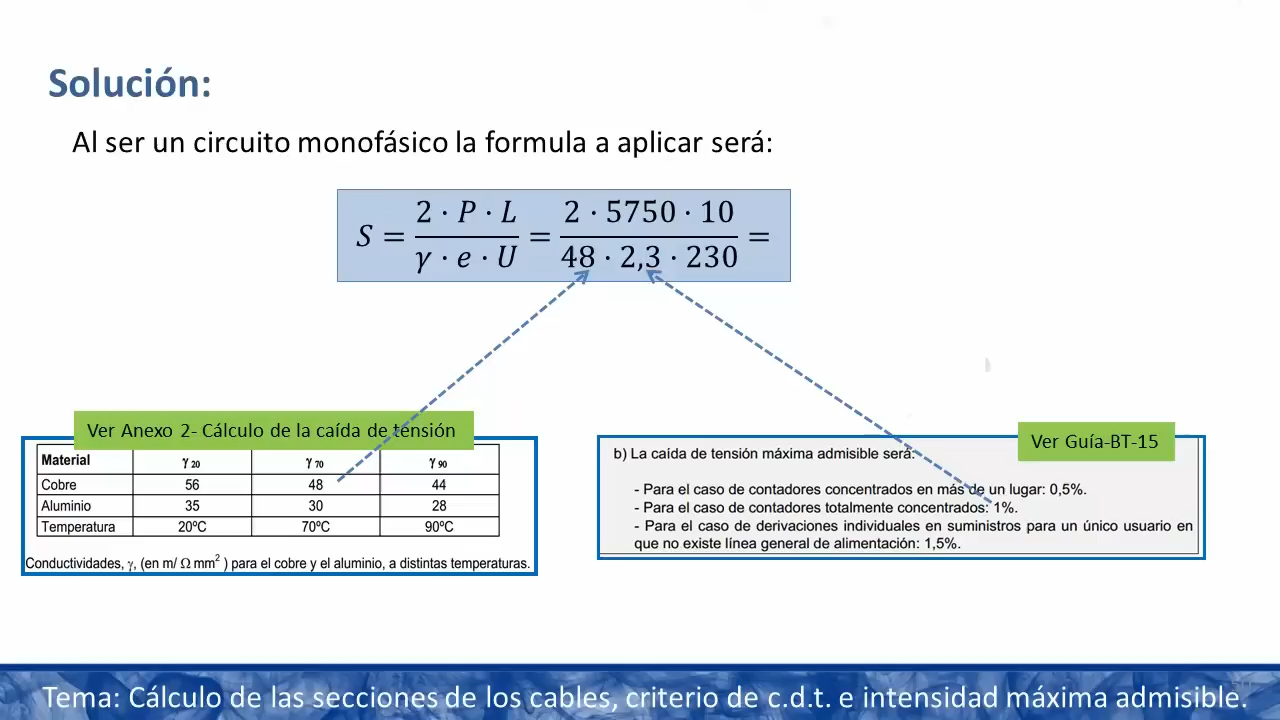 Solución:
Al ser un circuito monofásico la formula a aplicar será:
S = 2 · P · L / γ · e · U = 2 · 5750 · 10 / 48 · 2,3 · 230 =
Ver Anexo 2- Cálculo de la caída de tensión
Material γ 20 γ 70 γ 90
Cobre 56 48 44
Aluminio 35 30 28
Temperatura 20ºC 70ºC 90ºC
Conductividades, γ, (en m/ Ω mm2 ) para el cobre y el aluminio, a distintas temperaturas.
Ver Guía-BT-15
b) La caída de tensión máxima admisible será:
- Para el caso de contadores concentrados en más de un lugar: 0,5%.
- Para el caso de contadores totalmente concentrados: 1%.
- Para el caso de derivaciones individuales en suministros para un único usuario en
que no existe línea general de alimentación: 1,5%.
Tema: Cálculo de las secciones de los cables, criterio de c.d.t. e intensidad máxima admisible.